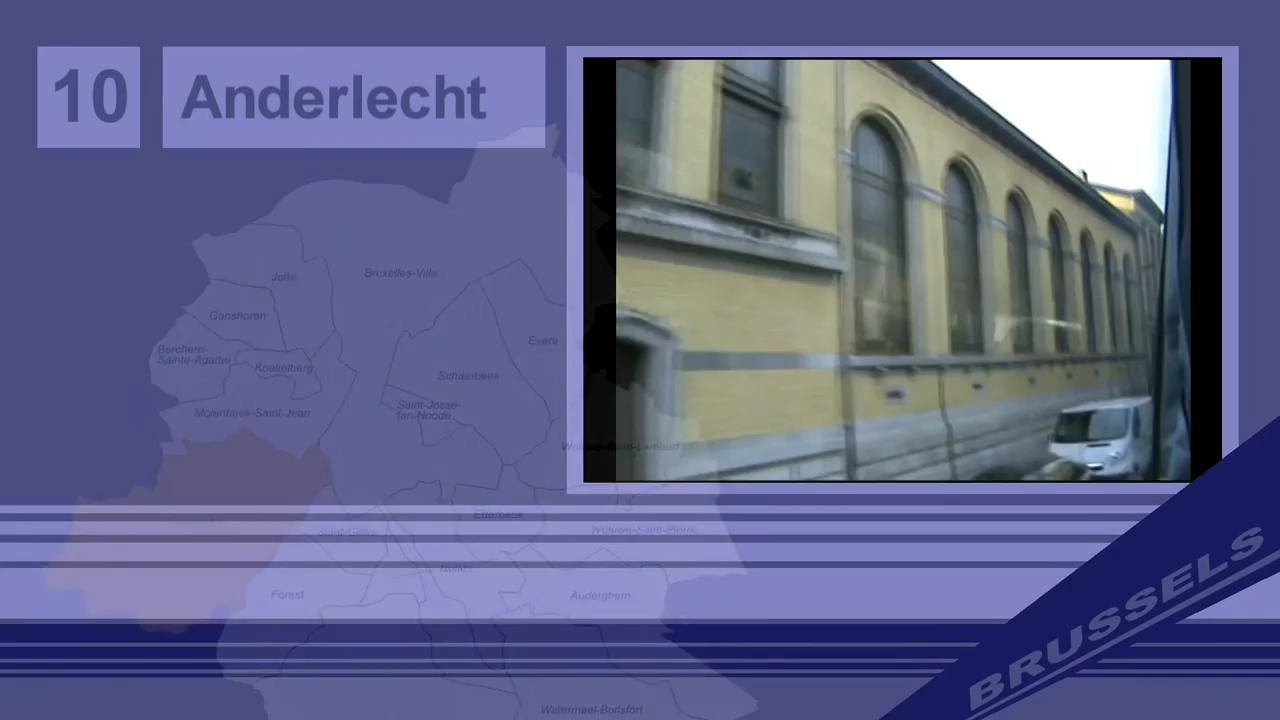 10
Anderlecht
Jette
Bruxelles-Ville
Ganshoren
Evere
Berchem-
Sainte-Agathe
Koekelberg
Schaerbeek
Molenbeek-Saint-Jean
Saint-Josse-
ten-Noode
Woluwe-Saint-Lambert
Etterbeek
Saint-Gilles
Woluwe-Saint-Pierre
Ixelles
Forest
Auderghem
Watermael-Boitsfort
BRUSSELS